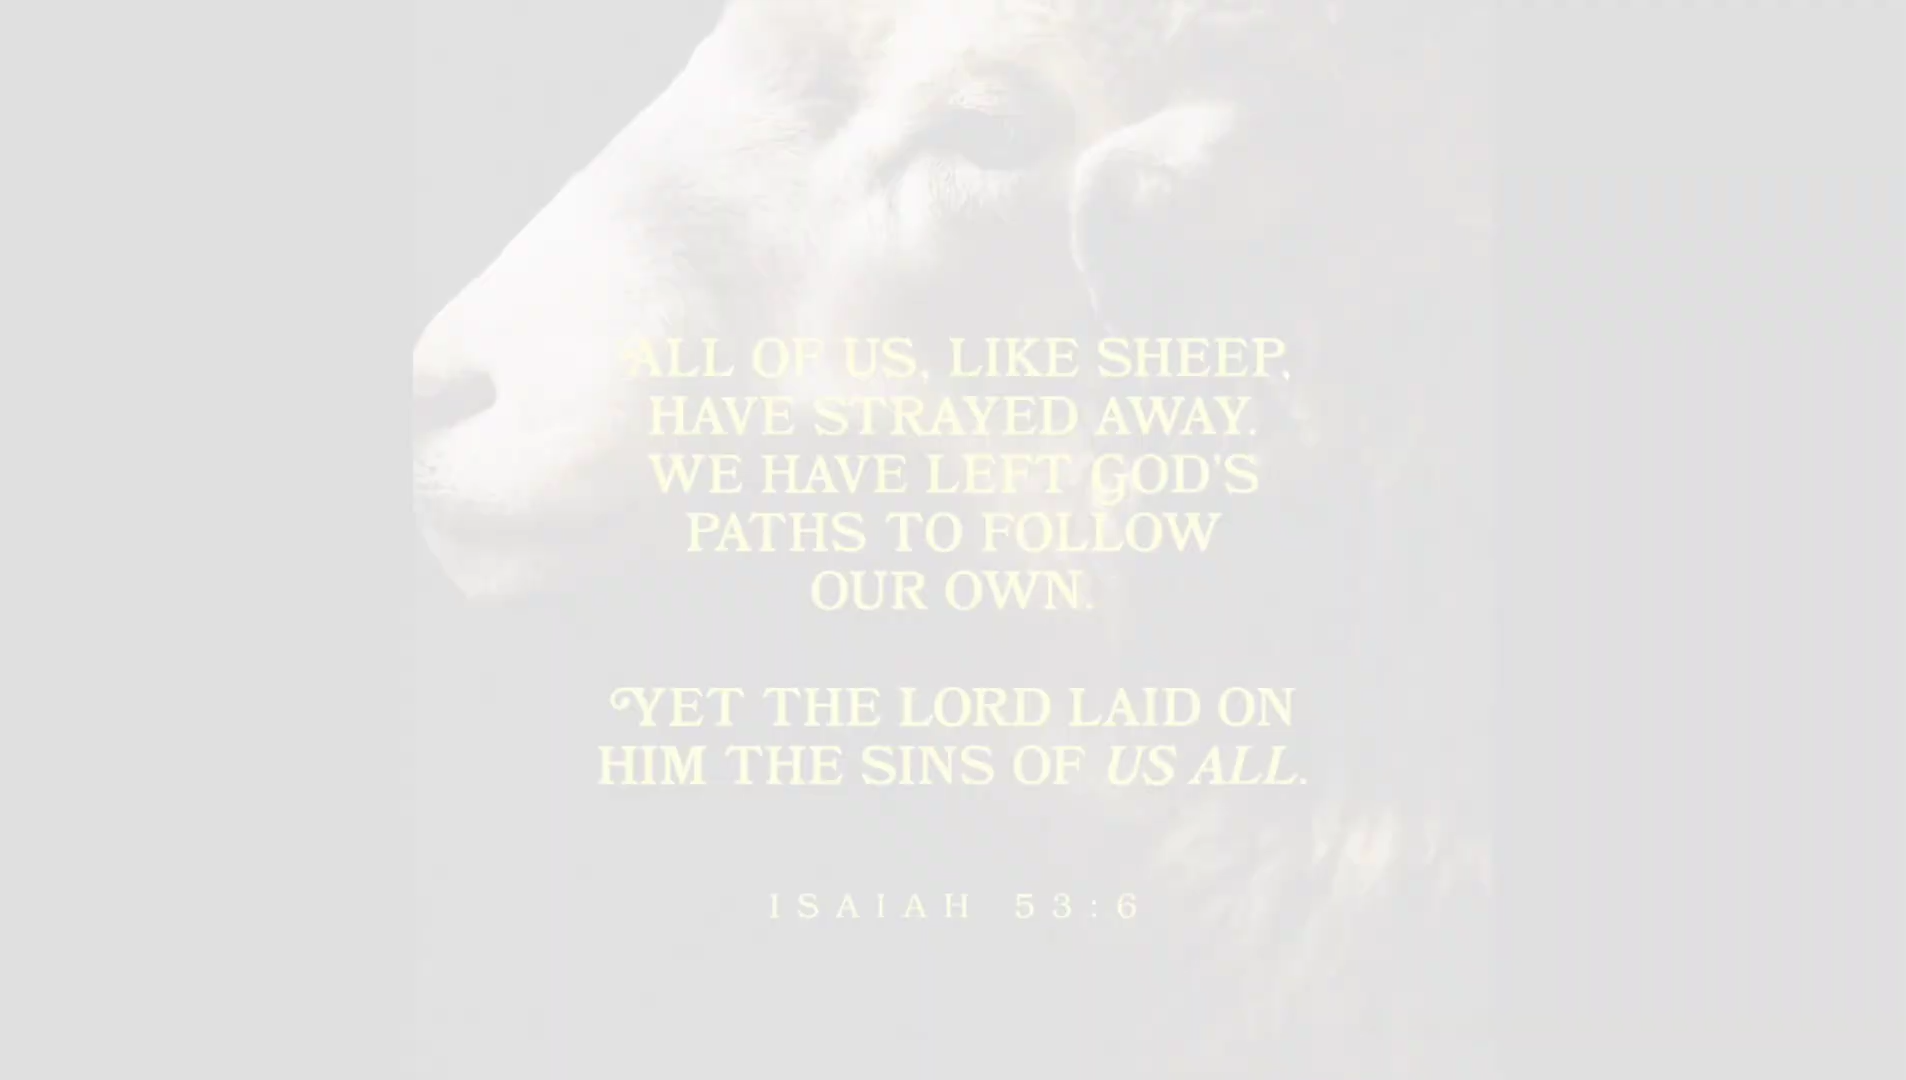 ALL OF US, LIKE SHEEP,
HAVE STRAYED AWAY.
WE HAVE LEFT GOD'S
PATHS TO FOLLOW
OUR OWN.
YET THE LORD LAID ON
HIM THE SINS OF US ALL.
ISAIAH 53:6